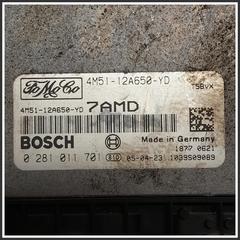 FoMoCo
4M51-12A650-YD
T5BVX
4M51-12A650-YD
7AMD
BOSCH
Made in Germany
1877 0621
0 281 011 701
05-04-23
1039S09089